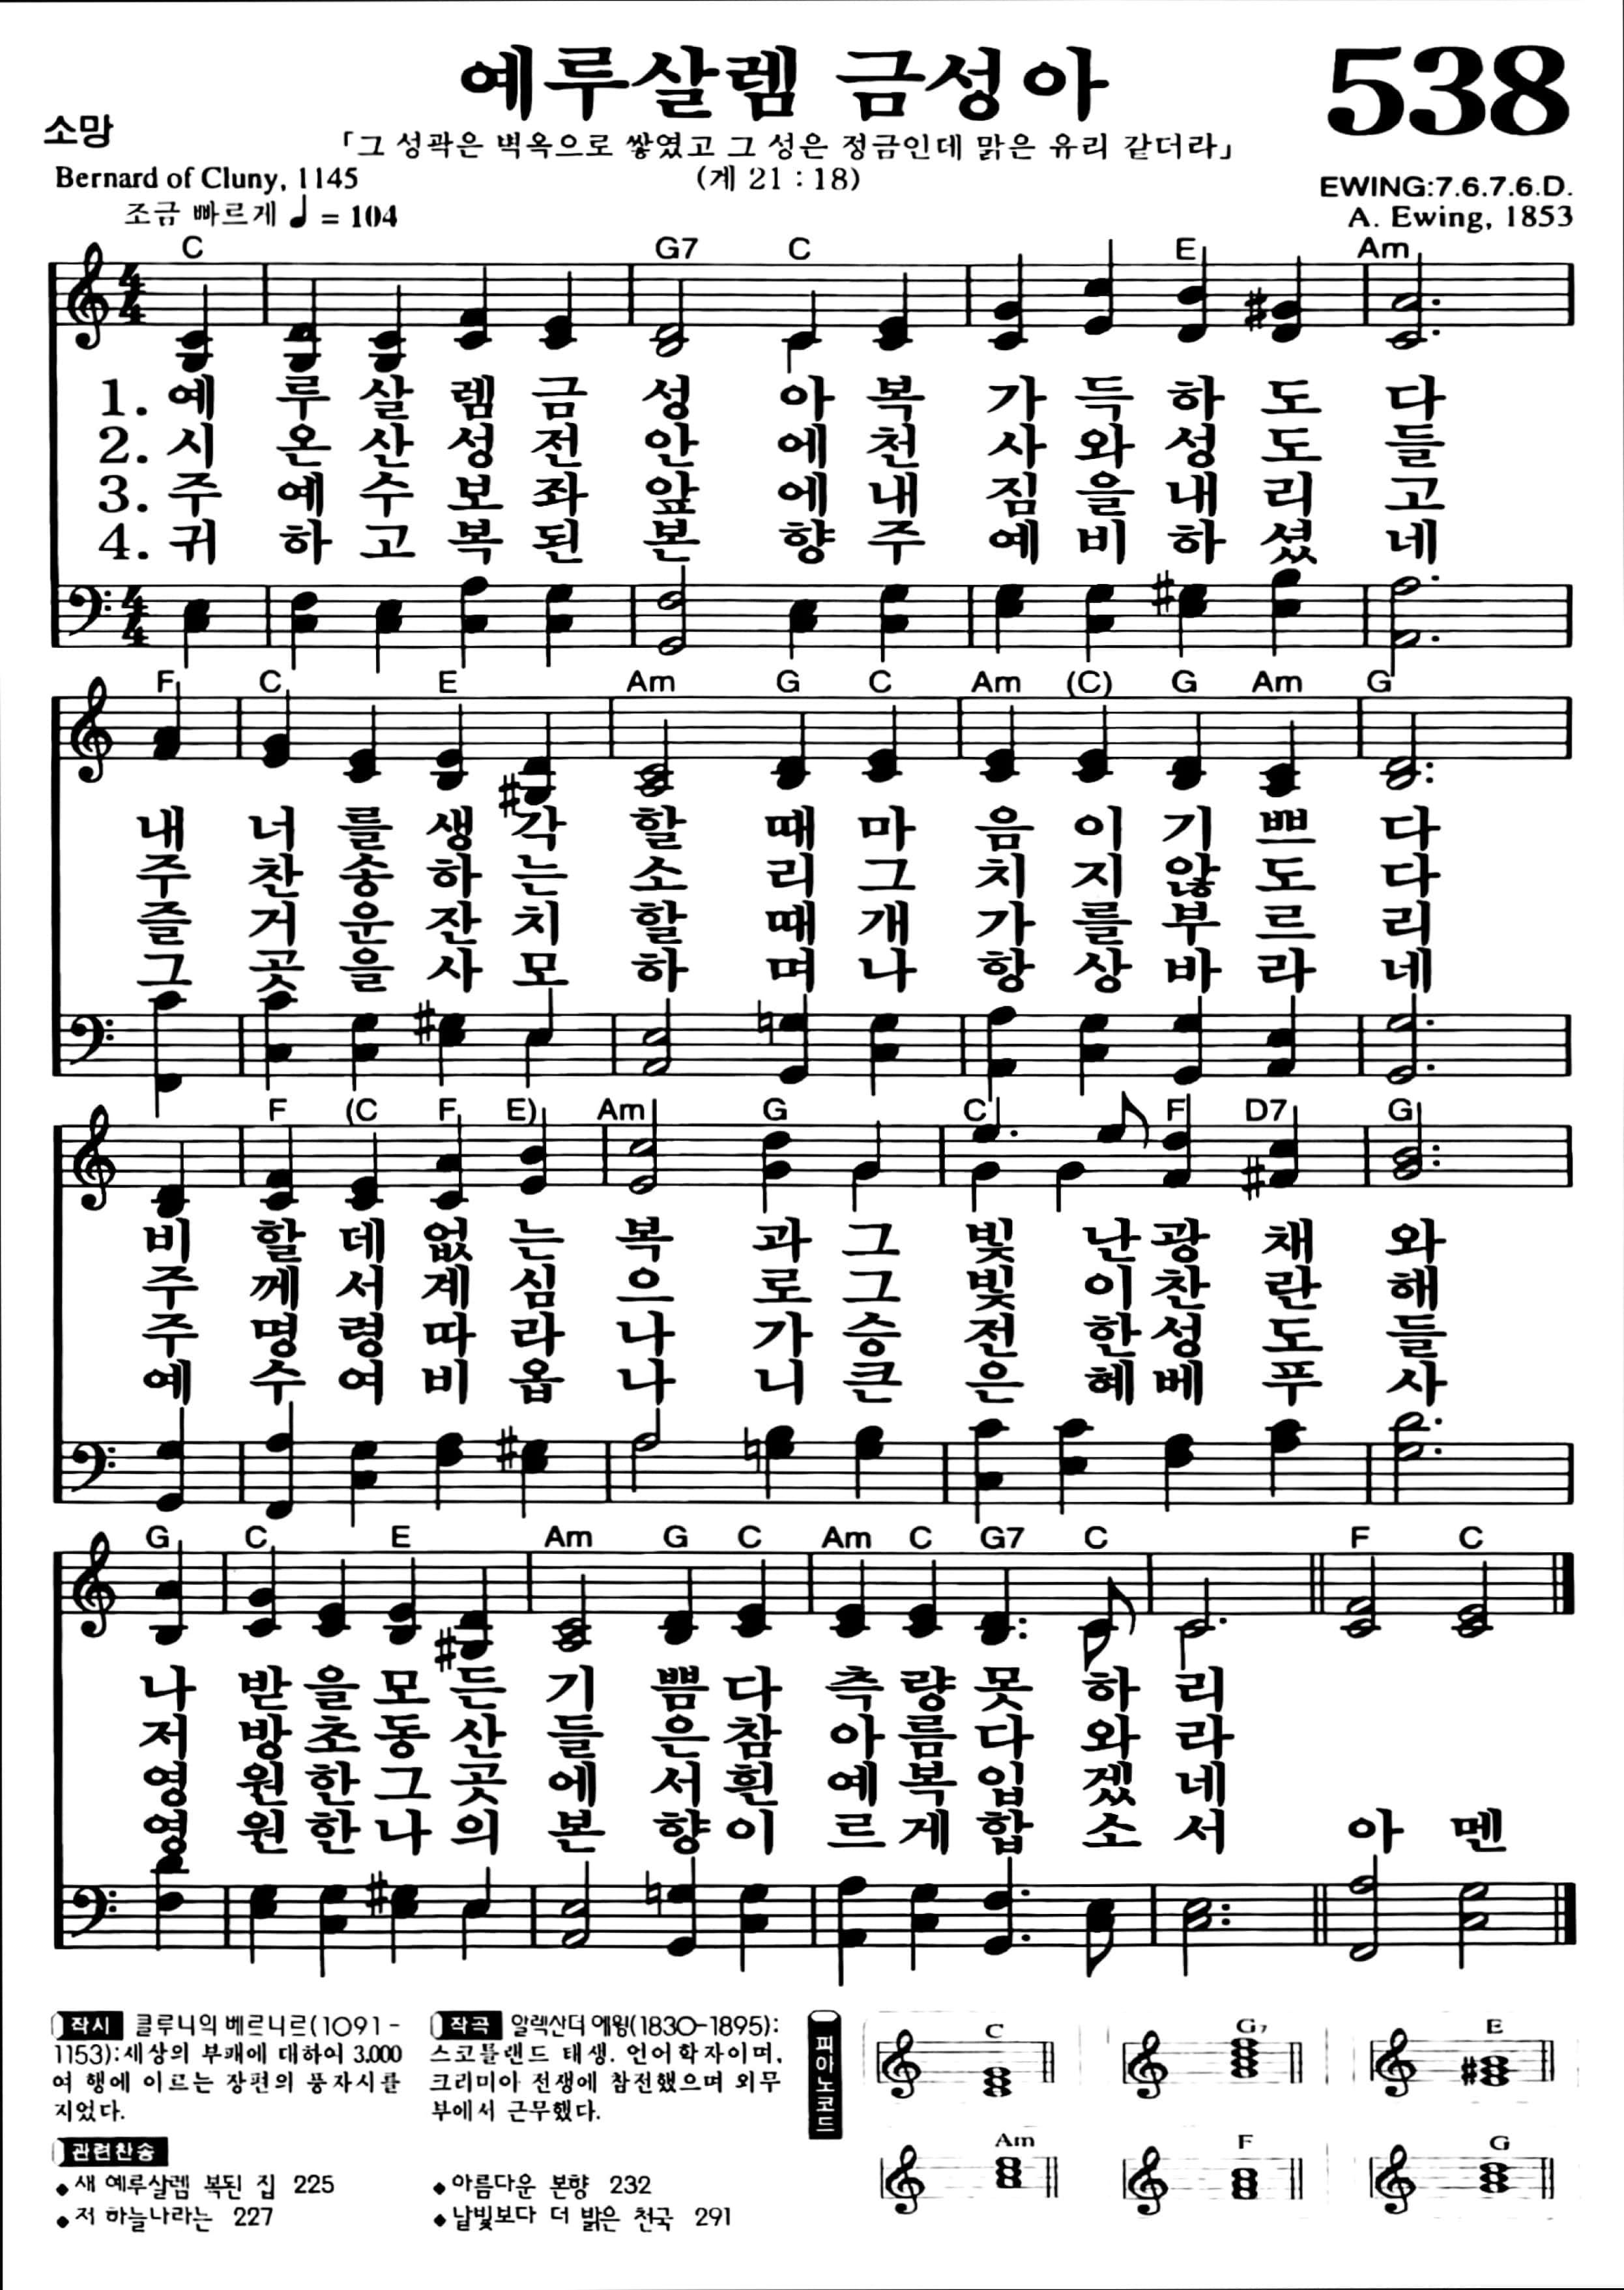 예루살렘 금성아
538
소망
「그 성곽은 벽옥으로 쌓였고 그 성은 정금인데 맑은 유리 같더라」
(계 21 : 18)
Bernard of Cluny, 1145
EWING:7.6.7.6.D.
조금 빠르게 ♩ = 104
A. Ewing, 1853
C G7 C E Am
1. 예 루 살 렘 금 성 아 복 가 득 하 도 다
2. 시 온 산 성 전 안 에 천 사 와 성 도 들
3. 주 예 수 보 좌 앞 에 내 짐 을 내 리 고
4. 귀 하 고 복 된 본 향 주 예 비 하 셨 네
F C E Am G C Am (C) G Am G
내 너 를 생 각 할 때 마 음 이 기 쁘 다
주 찬 송 하 는 소 리 그 치 지 않 도 다
즐 거 운 잔 치 할 때 개 가 를 부 르 리
그 곳 을 사 모 하 며 나 항 상 바 라 네
F (C F E) Am G C F D7 G
비 할 데 없 는 복 과 그 빛 난 광 채 와
주 께 서 계 심 으 로 그 빛 이 찬 란 해
주 명 령 따 라 나 가 승 전 한 성 도 들
예 수 여 비 옵 나 니 큰 은 혜 베 푸 사
G C E Am G C Am C G7 C F C
나 받 을 모 든 기 쁨 다 측 량 못 하 리
저 방 초 동 산 들 은 참 아 름 다 와 라
영 원 한 그 곳 에 서 흰 예 복 입 겠 네
영 원 한 나 의 본 향 이 르 게 합 소 서 아 멘
작시 클루니의 베르니르(1091-
1153):세상의 부패에 대하여 3,000
여 행에 이르는 장편의 풍자시를
지었다.
작곡 알렉산더 에윙(1830-1895):
스코틀랜드 태생. 언어학자이며,
크리미아 전쟁에 참전했으며 외무
부에서 근무했다.
관련찬송
◆새 예루살렘 복된 집 225
◆저 하늘나라는 227
◆아름다운 본향 232
◆날빛보다 더 밝은 천국 291
피아노코드
C G7 E
Am F G